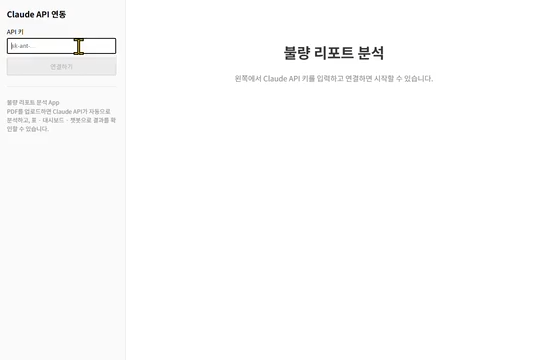 Claude API 연동
API 키
sk-ant-...
연결하기
불량 리포트 분석 App
PDF를 업로드하면 Claude API가 자동으로
분석하고, 표 · 대시보드 · 챗봇으로 결과를 확
인할 수 있습니다.
불량 리포트 분석
왼쪽에서 Claude API 키를 입력하고 연결하면 시작할 수 있습니다.